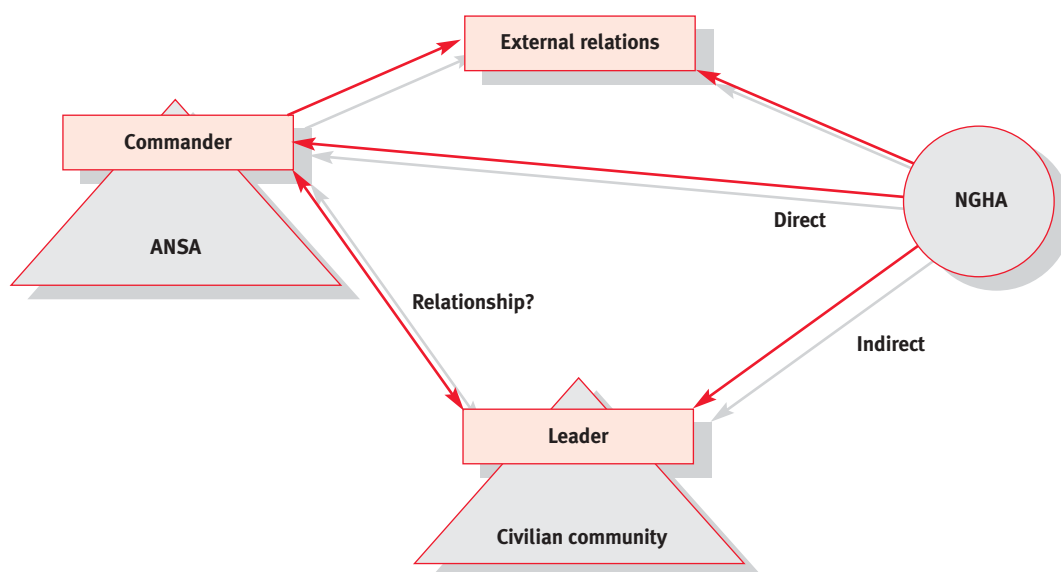 External relations
Commander
NGHA
Direct
ANSA
Relationship?
Indirect
Leader
Civilian community